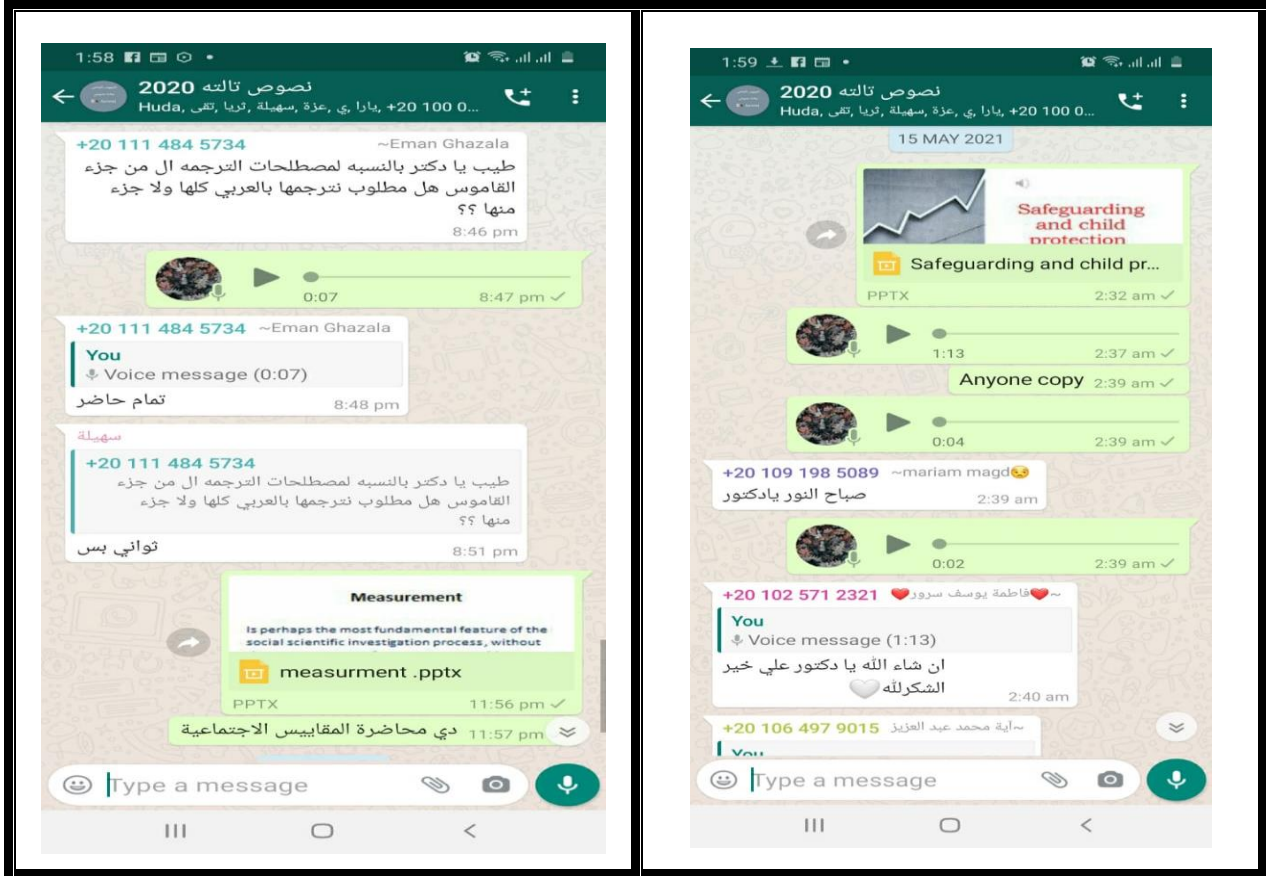 1:58
نصوص تالته 2020
Huda, يارا ,ي ,عزة ,سهيلة ,ثريا ,تقى, +20 100 0...
+20 111 484 5734 ~Eman Ghazala
طيب يا دكتر بالنسبه لمصطلحات الترجمه ال من جزء
القاموس هل مطلوب نترجمها بالعربي كلها ولا جزء
منها ؟؟
8:46 pm
0:07 8:47 pm
+20 111 484 5734 ~Eman Ghazala
You
Voice message (0:07)
تمام حاضر
8:48 pm
سهيلة
+20 111 484 5734
طيب يا دكتر بالنسبه لمصطلحات الترجمه ال من جزء
القاموس هل مطلوب نترجمها بالعربي كلها ولا جزء
منها ؟؟
ثواني بس
8:51 pm
Measurement
Is perhaps the most fundamental feature of the
social scientific investigation process, without
measurment .pptx
PPTX 11:56 pm
دي محاضرة المقاييس الاجتماعية 11:57 pm
Type a message
1:59
نصوص تالته 2020
Huda, يارا ,ي ,عزة ,سهيلة ,ثريا ,تقى, +20 100 0...
15 MAY 2021
Safeguarding
and child
protection
Safeguarding and child pr...
PPTX 2:32 am
1:13 2:37 am
Anyone copy 2:39 am
0:04 2:39 am
+20 109 198 5089 ~mariam magd😏
صباح النور يادكتور
2:39 am
0:02 2:39 am
+20 102 571 2321 ~❤️فاطمة يوسف سرور❤️
You
Voice message (1:13)
ان شاء الله يا دكتور علي خير
الشكرلله🤍
2:40 am
+20 106 497 9015 ~آية محمد عبد العزيز
You
Type a message